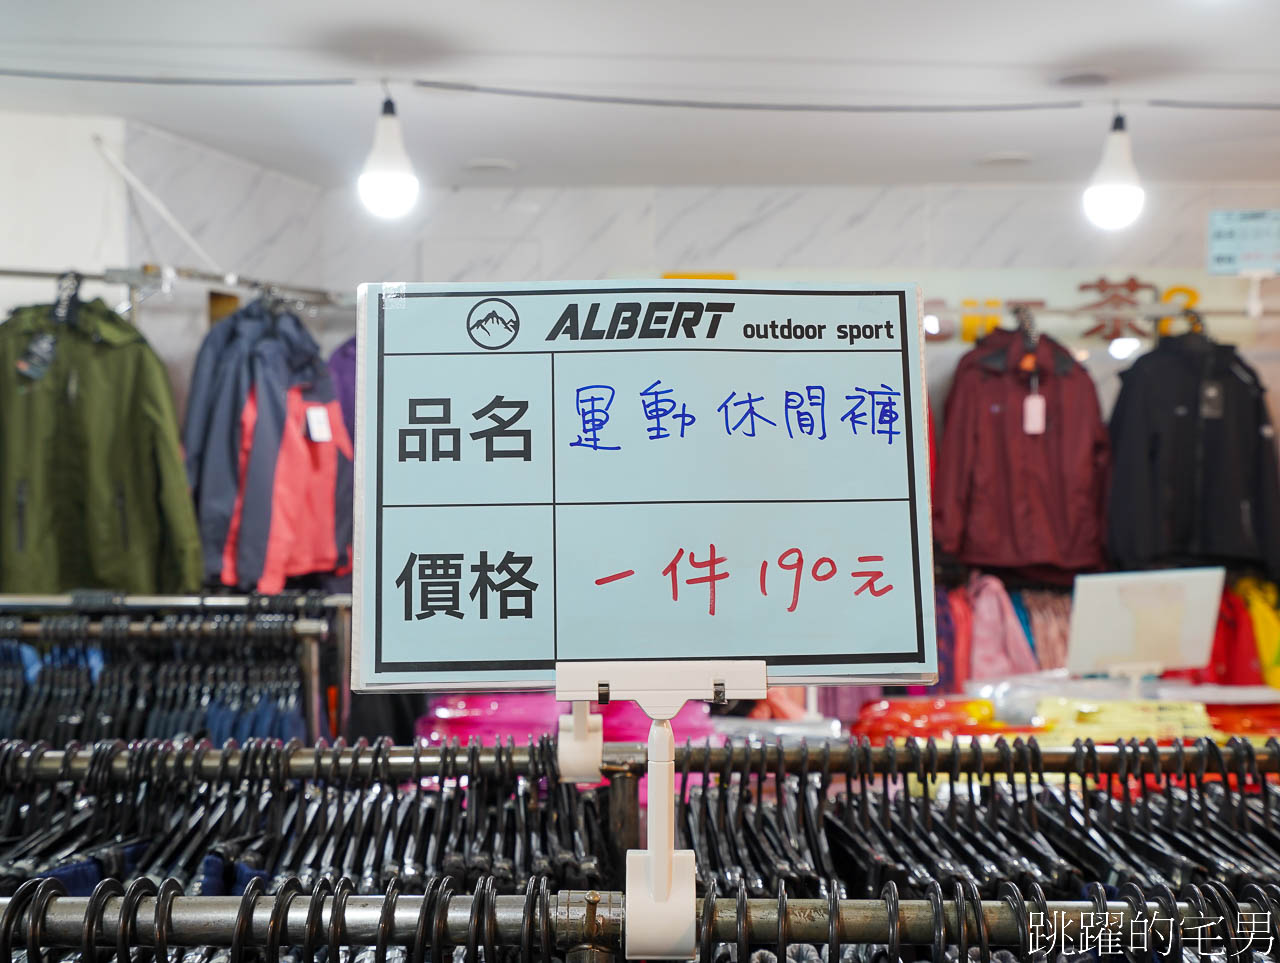 ALBERT outdoor sport
品名 運動休閒褲
價格 一件190元
茶
跳躍的宅男